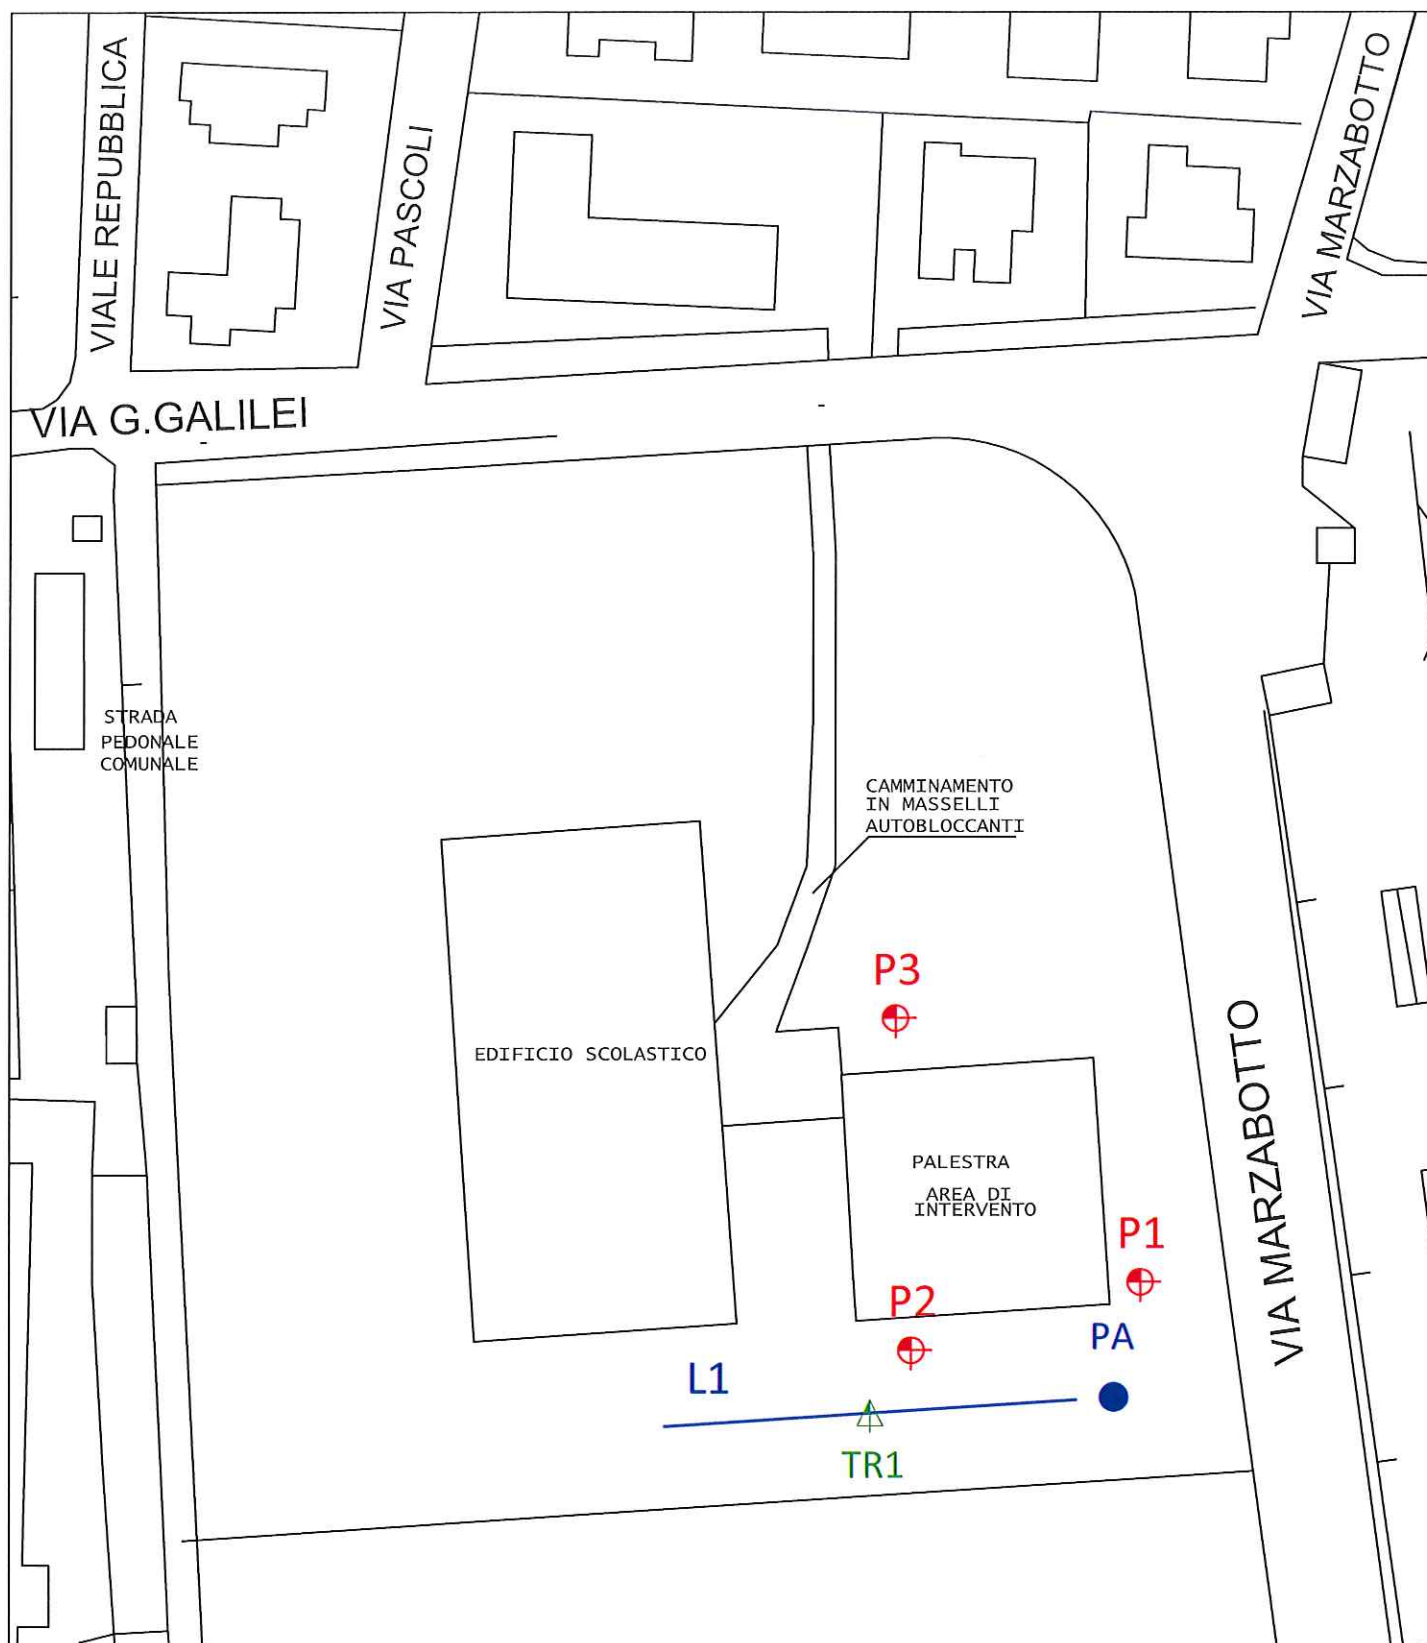 VIALE REPUBBLICA
VIA PASCOLI
VIA MARZABOTTO
VIA G.GALILEI
STRADA
PEDONALE
COMUNALE
CAMMINAMENTO
IN MASSELLI
AUTOBLOCCANTI
P3
EDIFICIO SCOLASTICO
PALESTRA
AREA DI
INTERVENTO
VIA MARZABOTTO
P1
P2
PA
L1
TR1